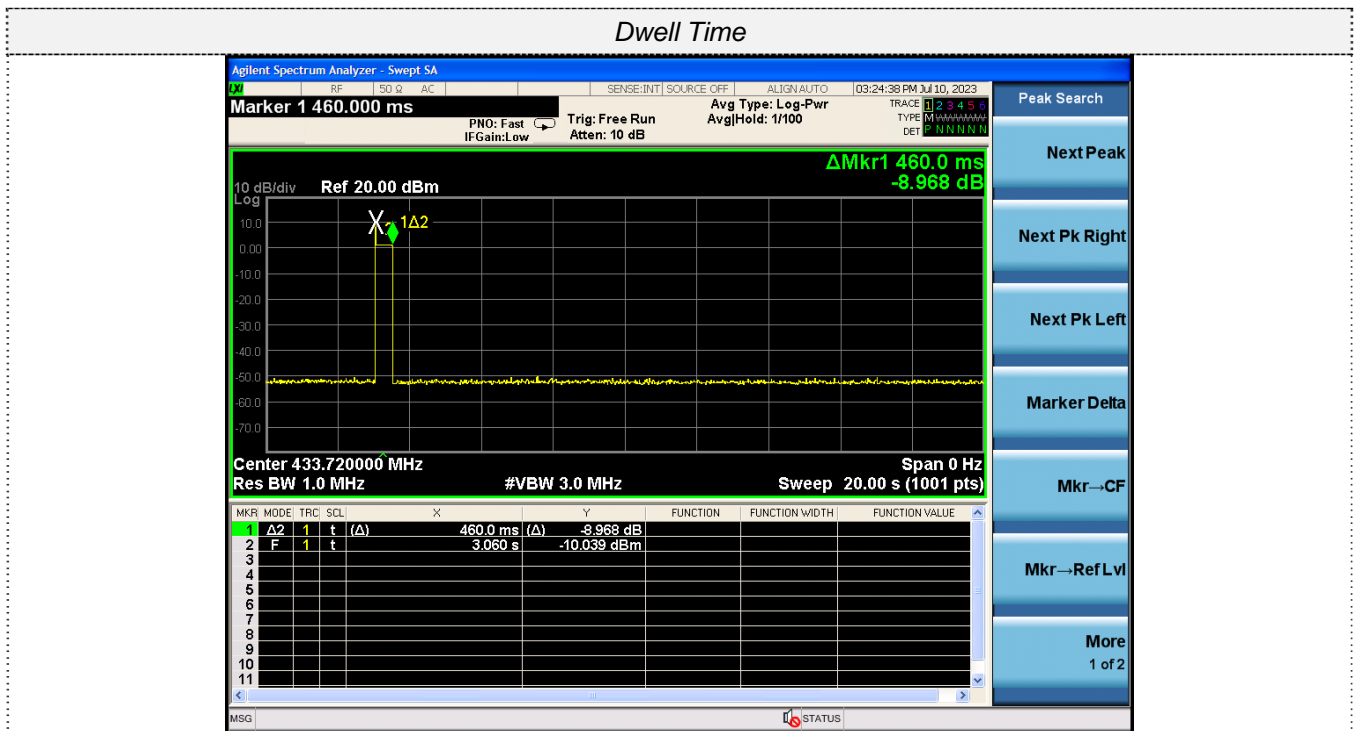 Dwell Time
Agilent Spectrum Analyzer - Swept SA
LXI RF 50 Ω AC SENSE:INT SOURCE OFF ALIGN AUTO 03:24:38 PM Jul 10, 2023
Marker 1 460.000 ms
PNO: Fast
IFGain:Low
Trig: Free Run
Atten: 10 dB
Avg Type: Log-Pwr
Avg|Hold: 1/100
TRACE 1 2 3 4 5 6
TYPE M WWWWW
DET P N N N N N
ΔMkr1 460.0 ms
-8.968 dB
10 dB/div Ref 20.00 dBm
Log
10.0
0.00
-10.0
-20.0
-30.0
-40.0
-50.0
-60.0
-70.0
1Δ2
Center 433.720000 MHz Span 0 Hz
Res BW 1.0 MHz #VBW 3.0 MHz Sweep 20.00 s (1001 pts)
MKR MODE TRC SCL X Y FUNCTION FUNCTION WIDTH FUNCTION VALUE
1 Δ2 1 t (Δ) 460.0 ms (Δ) -8.968 dB
2 F 1 t 3.060 s -10.039 dBm
3
4
5
6
7
8
9
10
11
MSG STATUS
Peak Search
Next Peak
Next Pk Right
Next Pk Left
Marker Delta
Mkr→CF
Mkr→Ref Lvl
More
1 of 2